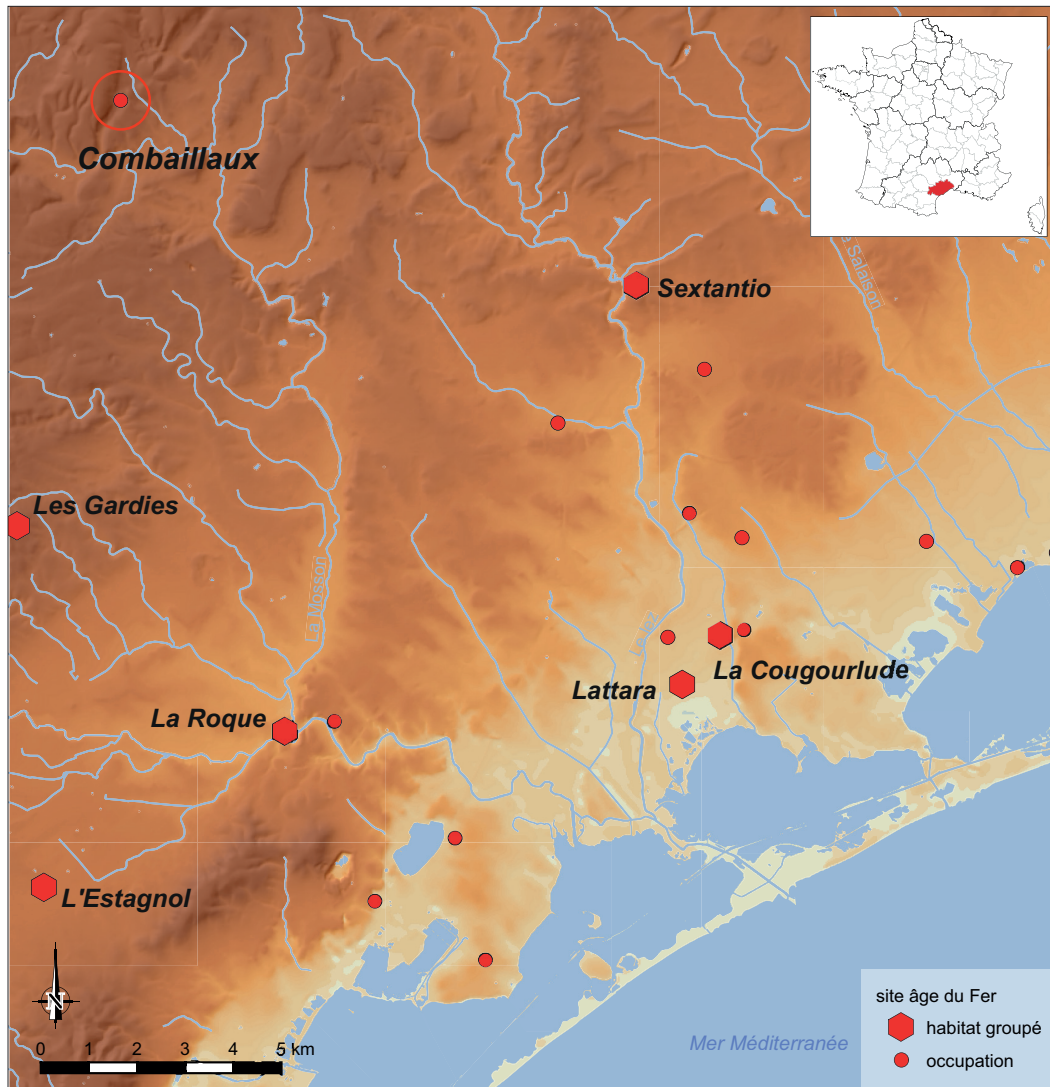 Combaillaux
Salaison
Sextantio
Les Gardies
La Mosson
Le Lez
La Cougourlude
Lattara
La Roque
L'Estagnol
N
0 1 2 3 4 5 km
Mer Méditerranée
site âge du Fer
habitat groupé
occupation